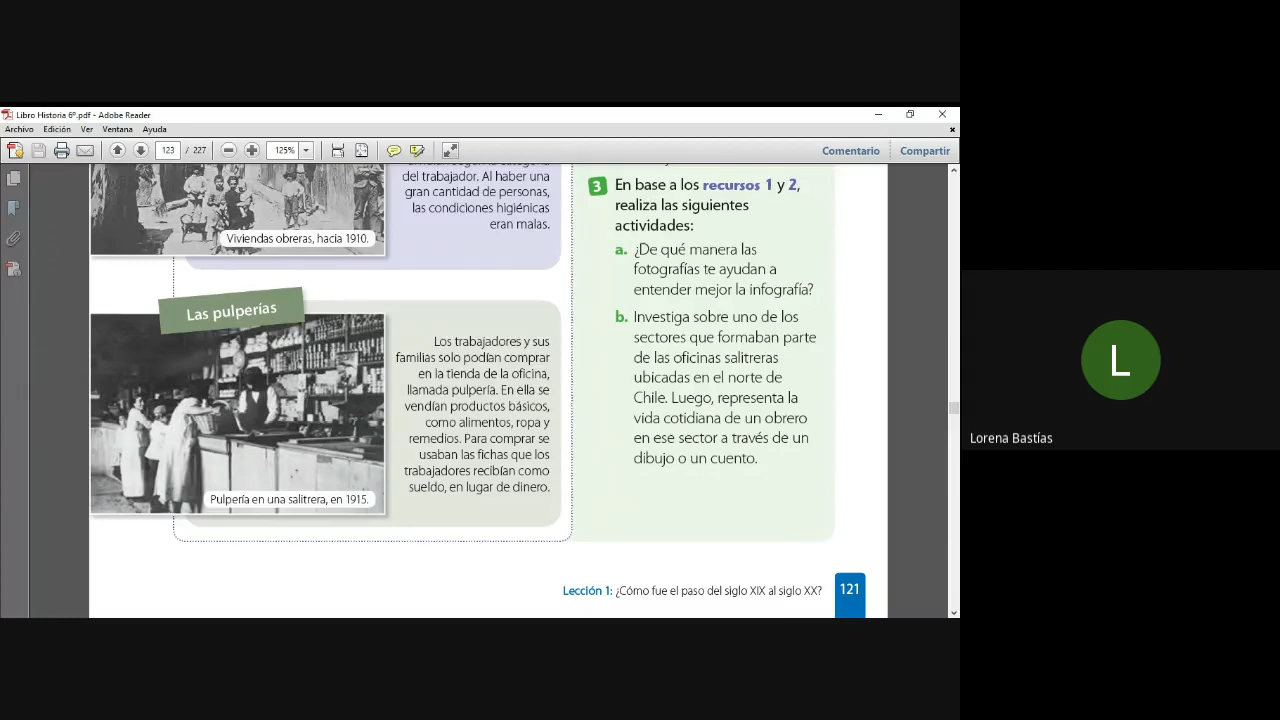 Libro Historia 6º.pdf - Adobe Reader
Archivo Edición Ver Ventana Ayuda
123 / 227 125% Comentario Compartir
del trabajador. Al haber una
gran cantidad de personas,
las condiciones higiénicas
eran malas.
Viviendas obreras, hacia 1910.
Las pulperías
Los trabajadores y sus
familias solo podían comprar
en la tienda de la oficina,
llamada pulpería. En ella se
vendían productos básicos,
como alimentos, ropa y
remedios. Para comprar se
usaban las fichas que los
trabajadores recibían como
sueldo, en lugar de dinero.
Pulpería en una salitrera, en 1915.
3 En base a los recursos 1 y 2,
realiza las siguientes
actividades:
a. ¿De qué manera las
fotografías te ayudan a
entender mejor la infografía?
b. Investiga sobre uno de los
sectores que formaban parte
de las oficinas salitreras
ubicadas en el norte de
Chile. Luego, representa la
vida cotidiana de un obrero
en ese sector a través de un
dibujo o un cuento.
Lección 1: ¿Cómo fue el paso del siglo XIX al siglo XX? 121
L
Lorena Bastías